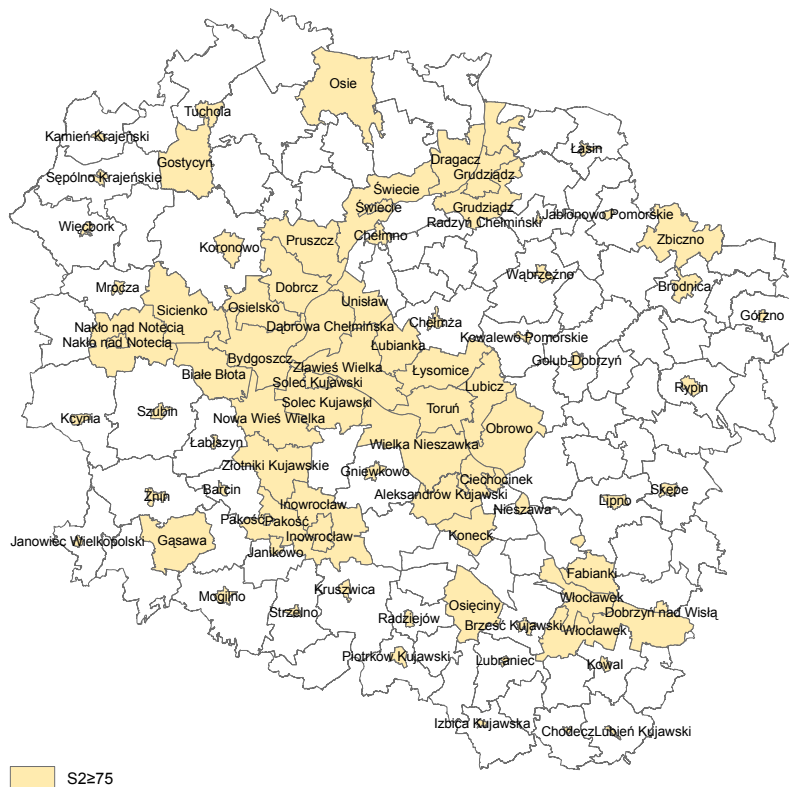 Osie
Tuchola
Kamień Krajeński
Łasin
Dragacz
Gostycyn
Grudziądz
Sępólno Krajeńskie
Świecie
Świecie
Grudziądz
Jabłonowo Pomorskie
Radzyń Chełmiński
Więcbork
Chełmno
Pruszcz
Zbiczno
Koronowo
Wąbrzeźno
Mrocza
Dobrcz
Brodnica
Unisław
Sicienko
Osielsko
Górzno
Chełmża
Nakło nad Notecią
Dąbrowa Chełmińska
Nakło nad Notecią
Łubianka
Kowalewo Pomorskie
Bydgoszcz
Golub-Dobrzyń
Zławieś Wielka
Białe Błota
Łysomice
Solec Kujawski
Lubicz
Rypin
Solec Kujawski
Toruń
Szubin
Kcynia
Nowa Wieś Wielka
Obrowo
Łabiszyn
Wielka Nieszawka
Złotniki Kujawskie
Gniewkowo
Ciechocinek
Barcin
Skępe
Żnin
Aleksandrów Kujawski
Lipno
Inowrocław
Nieszawa
Pakość
Pakość
Koneck
Janowiec Wielkopolski
Gąsawa
Inowrocław
Janikowo
Fabianki
Kruszwica
Mogilno
Włocławek
Osięciny
Strzelno
Dobrzyń nad Wisłą
Radziejów
Brześć Kujawski
Włocławek
Piotrków Kujawski
Lubraniec
Kowal
Izbica Kujawska
Chodecz
Lubień Kujawski
S2≥75